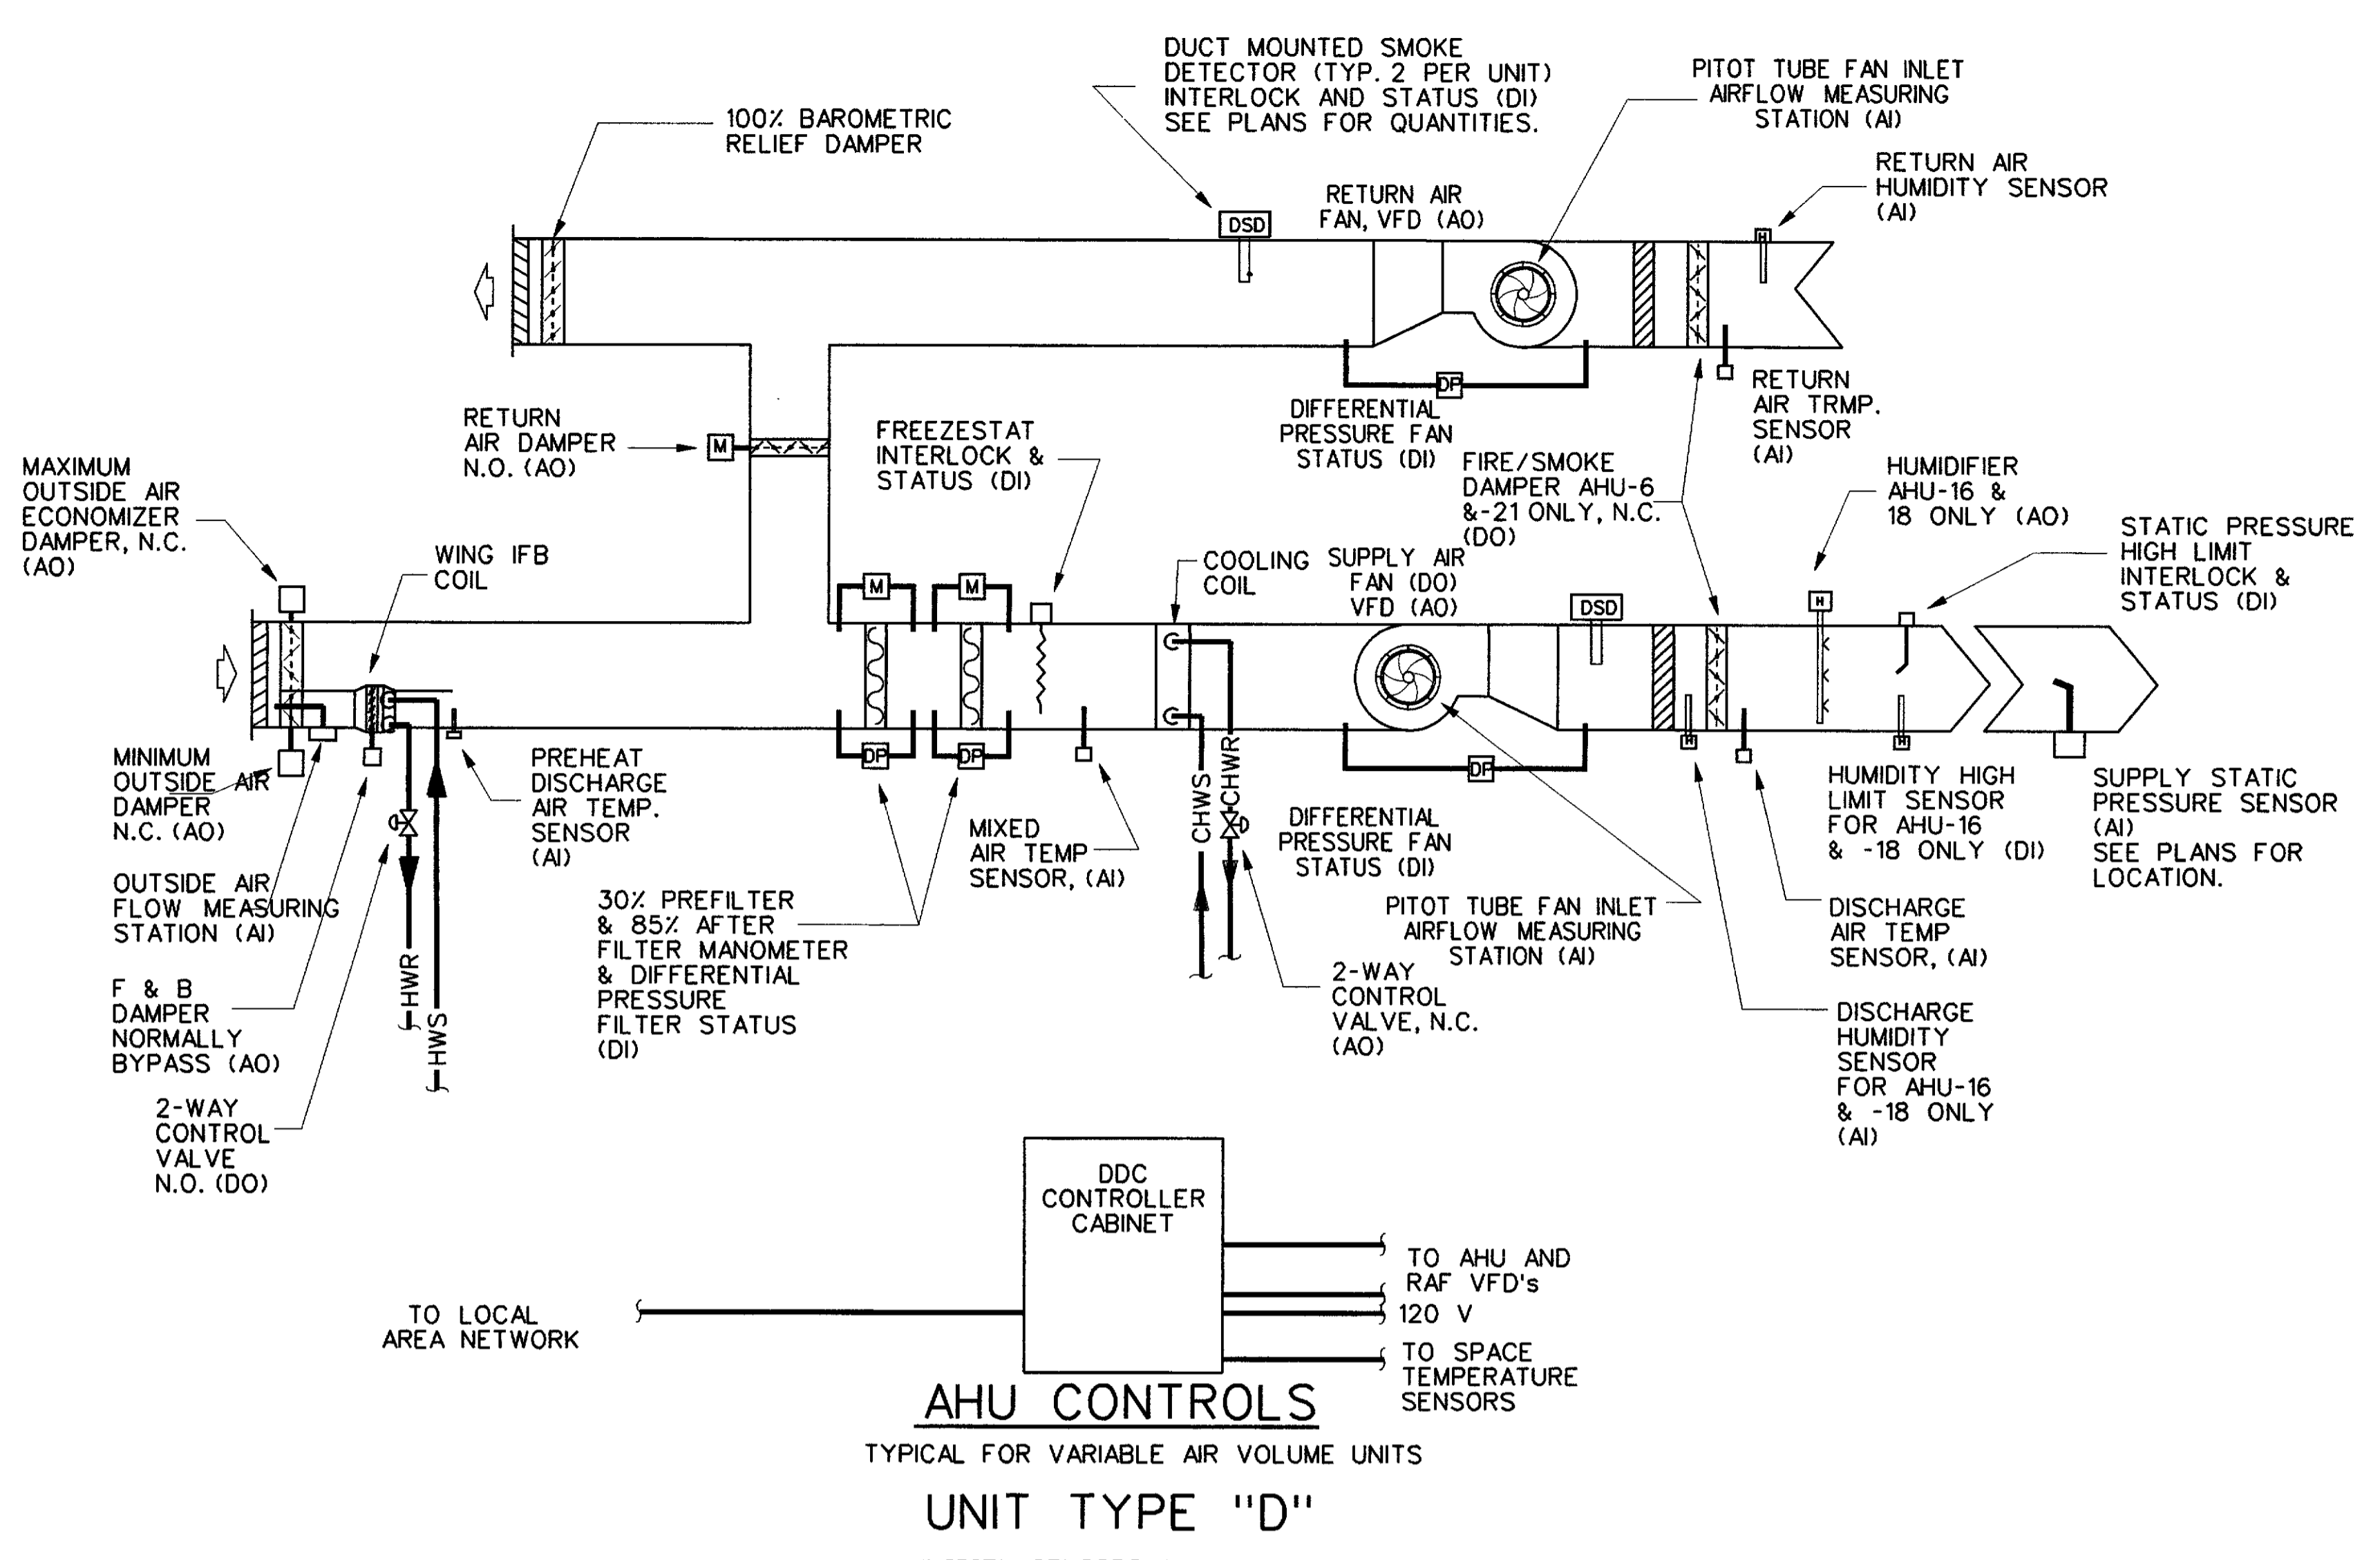 DUCT MOUNTED SMOKE
DETECTOR (TYP. 2 PER UNIT)
INTERLOCK AND STATUS (DI)
SEE PLANS FOR QUANTITIES.
PITOT TUBE FAN INLET
AIRFLOW MEASURING
STATION (AI)
100% BAROMETRIC
RELIEF DAMPER
RETURN AIR
HUMIDITY SENSOR
(AI)
RETURN AIR
FAN, VFD (AO)
DSD
H
DP
RETURN
AIR TRMP.
SENSOR
(AI)
DIFFERENTIAL
PRESSURE FAN
STATUS (DI)
RETURN
AIR DAMPER
N.O. (AO)
M
FREEZESTAT
INTERLOCK &
STATUS (DI)
FIRE/SMOKE
DAMPER AHU-6
&-21 ONLY, N.C.
(DO)
HUMIDIFIER
AHU-16 &
18 ONLY (AO)
MAXIMUM
OUTSIDE AIR
ECONOMIZER
DAMPER, N.C.
(AO)
STATIC PRESSURE
HIGH LIMIT
INTERLOCK &
STATUS (DI)
WING IFB
COIL
COOLING
COIL
SUPPLY AIR
FAN (DO)
VFD (AO)
M
M
DSD
H
DP
DP
DP
H
H
MINIMUM
OUTSIDE AIR
DAMPER
N.C. (AO)
PREHEAT
DISCHARGE
AIR TEMP.
SENSOR
(AI)
CHWS
CHWR
HUMIDITY HIGH
LIMIT SENSOR
FOR AHU-16
& -18 ONLY (DI)
SUPPLY STATIC
PRESSURE SENSOR
(AI)
SEE PLANS FOR
LOCATION.
MIXED
AIR TEMP
SENSOR, (AI)
DIFFERENTIAL
PRESSURE FAN
STATUS (DI)
OUTSIDE AIR
FLOW MEASURING
STATION (AI)
30% PREFILTER
& 85% AFTER
FILTER MANOMETER
& DIFFERENTIAL
PRESSURE
FILTER STATUS
(DI)
PITOT TUBE FAN INLET
AIRFLOW MEASURING
STATION (AI)
DISCHARGE
AIR TEMP
SENSOR, (AI)
F & B
DAMPER
NORMALLY
BYPASS (AO)
HWR
HWS
2-WAY
CONTROL
VALVE, N.C.
(AO)
DISCHARGE
HUMIDITY
SENSOR
FOR AHU-16
& -18 ONLY
(AI)
2-WAY
CONTROL
VALVE
N.O. (DO)
DDC
CONTROLLER
CABINET
TO AHU AND
RAF VFD's
120 V
TO LOCAL
AREA NETWORK
TO SPACE
TEMPERATURE
SENSORS
AHU CONTROLS
TYPICAL FOR VARIABLE AIR VOLUME UNITS
UNIT TYPE "D"